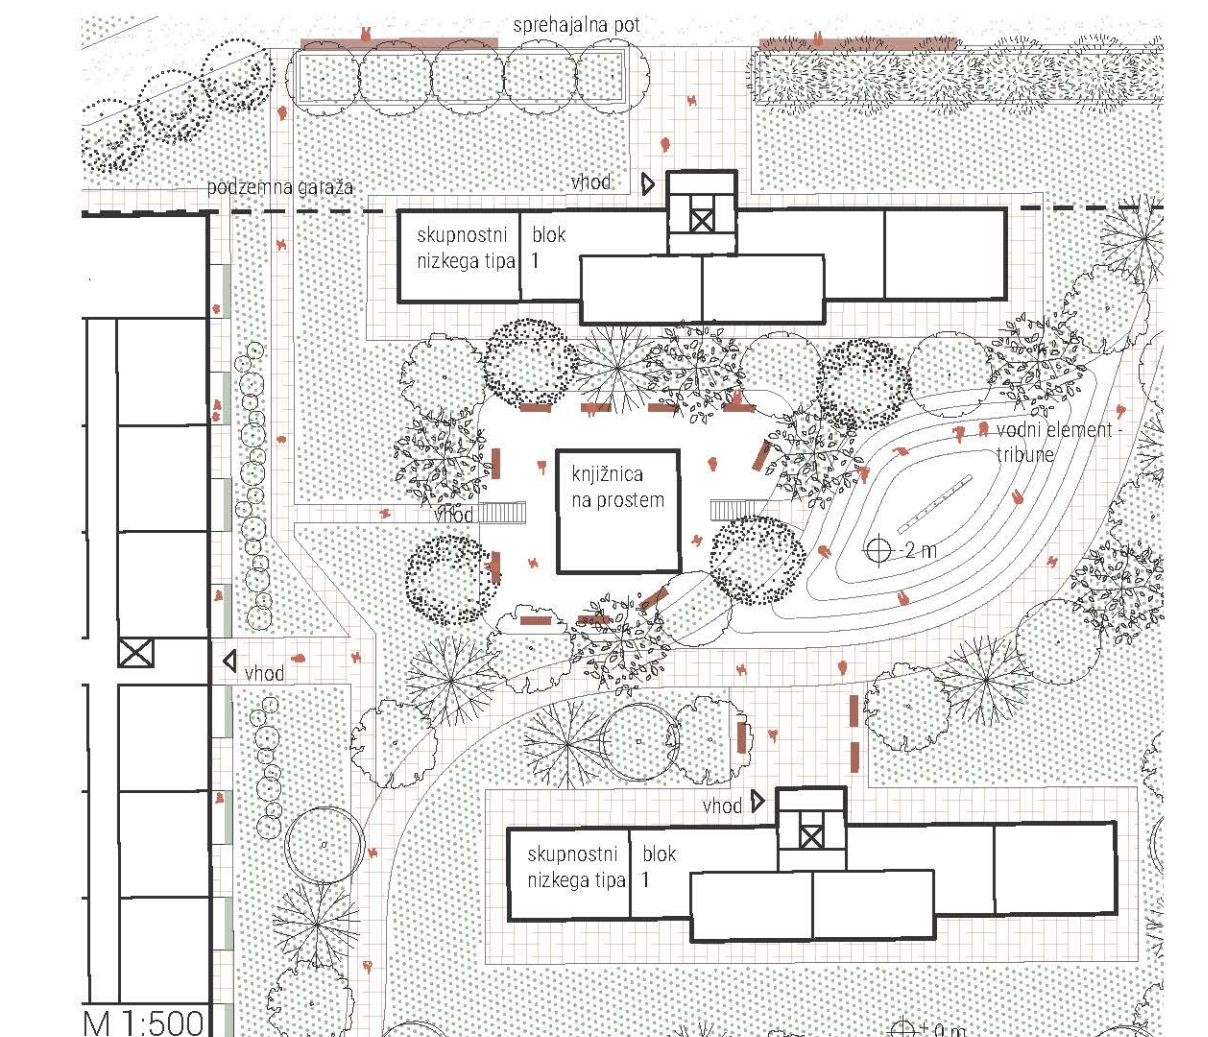 sprehajalna pot
vhod
podzemna garaža
skupnostni
nizkega tipa
blok
1
vodni element -
tribune
knjižnica
na prostem
vhod
-2 m
vhod
vhod
skupnostni
nizkega tipa
blok
1
M 1:500
+ 0 m